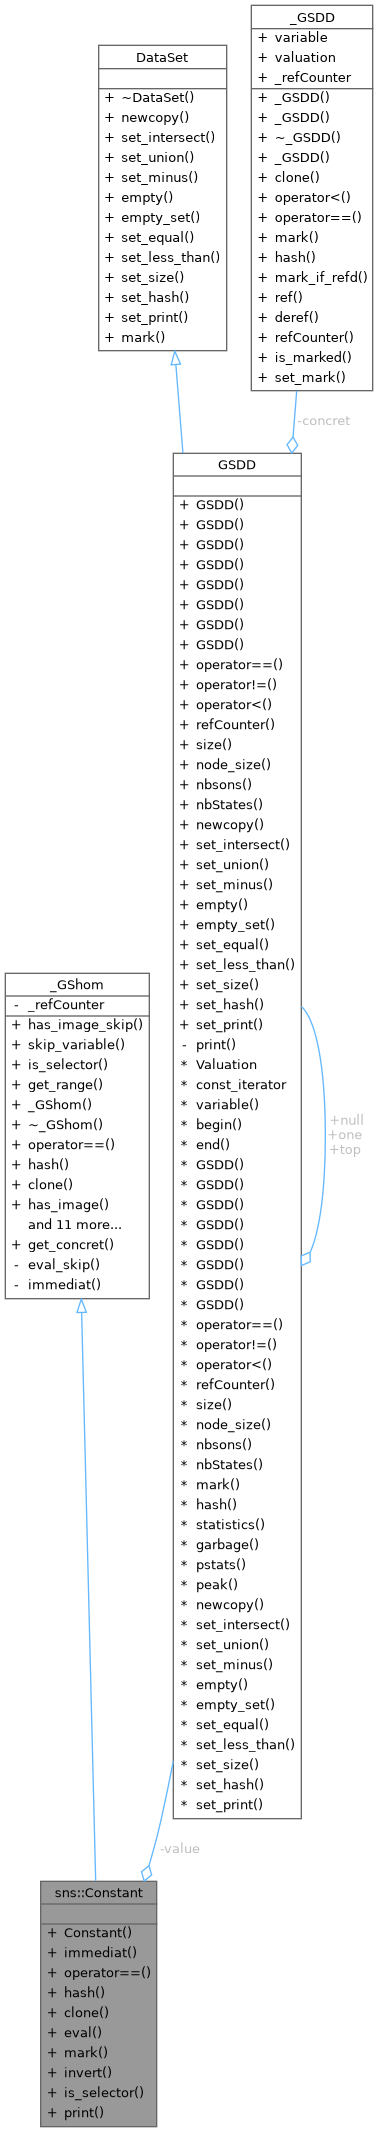 _GSDD
+ variable
+ valuation
+ _refCounter
+ _GSDD()
+ _GSDD()
+ ~_GSDD()
+ _GSDD()
+ clone()
+ operator<()
+ operator==()
+ mark()
+ hash()
+ mark_if_refd()
+ ref()
+ deref()
+ refCounter()
+ is_marked()
+ set_mark()
DataSet
+ ~DataSet()
+ newcopy()
+ set_intersect()
+ set_union()
+ set_minus()
+ empty()
+ empty_set()
+ set_equal()
+ set_less_than()
+ set_size()
+ set_hash()
+ set_print()
+ mark()
-concret
GSDD
+ GSDD()
+ GSDD()
+ GSDD()
+ GSDD()
+ GSDD()
+ GSDD()
+ GSDD()
+ GSDD()
+ operator==()
+ operator!=()
+ operator<()
+ refCounter()
+ size()
+ node_size()
+ nbsons()
+ nbStates()
+ newcopy()
+ set_intersect()
+ set_union()
+ set_minus()
+ empty()
+ empty_set()
+ set_equal()
+ set_less_than()
+ set_size()
+ set_hash()
+ set_print()
- print()
* Valuation
* const_iterator
* variable()
* begin()
* end()
* GSDD()
* GSDD()
* GSDD()
* GSDD()
* GSDD()
* GSDD()
* GSDD()
* GSDD()
* operator==()
* operator!=()
* operator<()
* refCounter()
* size()
* node_size()
* nbsons()
* nbStates()
* mark()
* hash()
* statistics()
* garbage()
* pstats()
* peak()
* newcopy()
* set_intersect()
* set_union()
* set_minus()
* empty()
* empty_set()
* set_equal()
* set_less_than()
* set_size()
* set_hash()
* set_print()
+null
+one
+top
_GShom
- _refCounter
+ has_image_skip()
+ skip_variable()
+ is_selector()
+ get_range()
+ _GShom()
+ ~_GShom()
+ operator==()
+ hash()
+ clone()
+ has_image()
and 11 more...
+ get_concret()
- eval_skip()
- immediat()
-value
sns::Constant
+ Constant()
+ immediat()
+ operator==()
+ hash()
+ clone()
+ eval()
+ mark()
+ invert()
+ is_selector()
+ print()